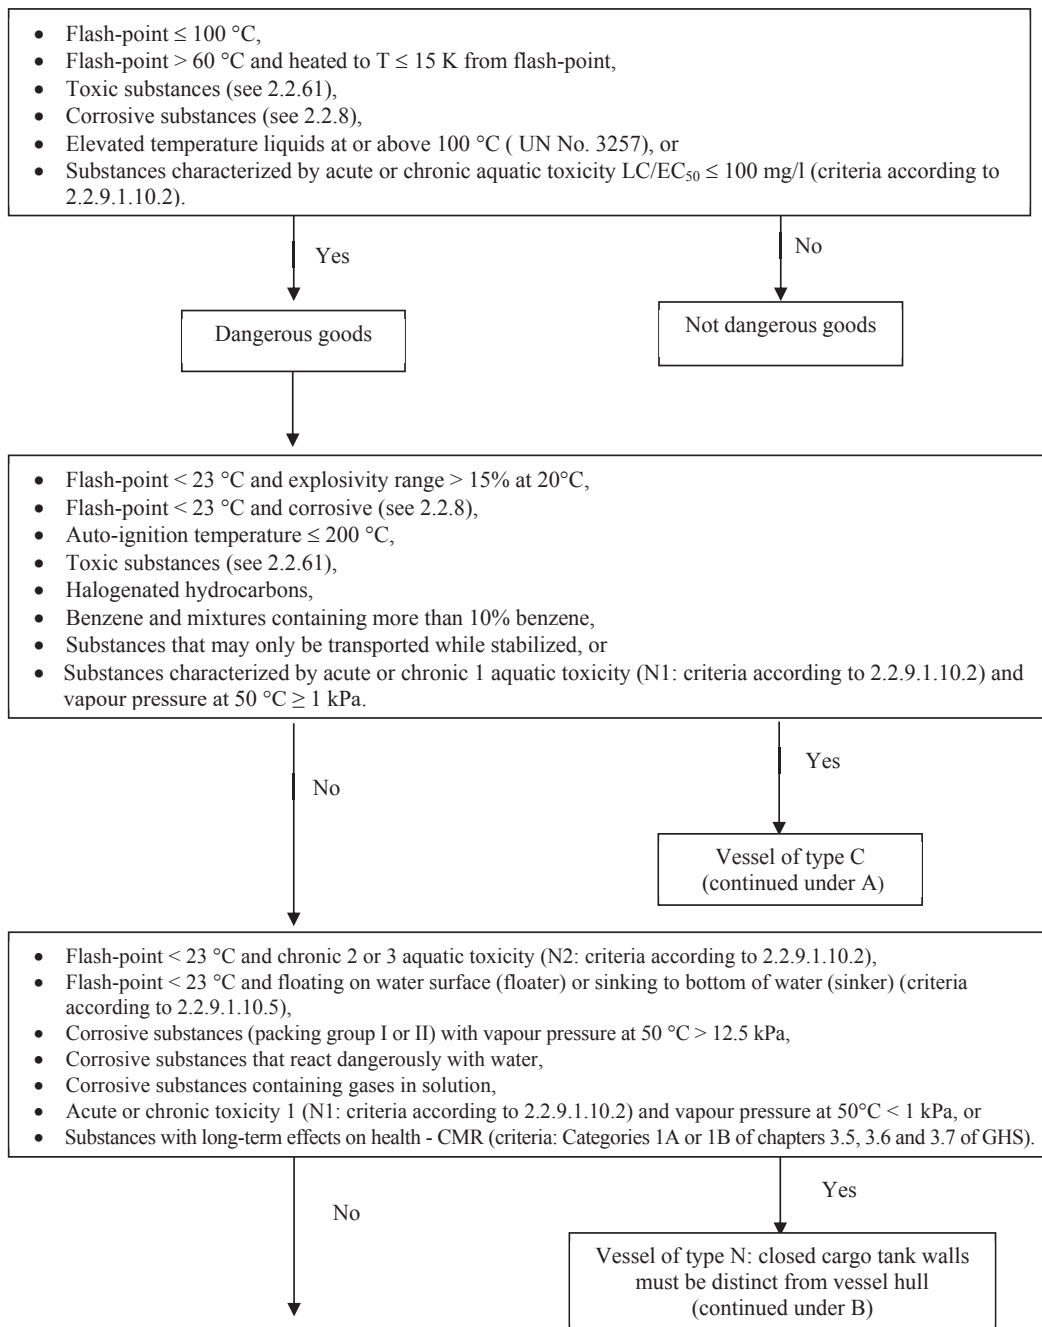 • Flash-point ≤ 100 °C,
• Flash-point > 60 °C and heated to T ≤ 15 K from flash-point,
• Toxic substances (see 2.2.61),
• Corrosive substances (see 2.2.8),
• Elevated temperature liquids at or above 100 °C ( UN No. 3257), or
• Substances characterized by acute or chronic aquatic toxicity LC/EC₅₀ ≤ 100 mg/l (criteria according to
2.2.9.1.10.2).
Yes
No
Dangerous goods
Not dangerous goods
• Flash-point < 23 °C and explosivity range > 15% at 20°C,
• Flash-point < 23 °C and corrosive (see 2.2.8),
• Auto-ignition temperature ≤ 200 °C,
• Toxic substances (see 2.2.61),
• Halogenated hydrocarbons,
• Benzene and mixtures containing more than 10% benzene,
• Substances that may only be transported while stabilized, or
• Substances characterized by acute or chronic 1 aquatic toxicity (N1: criteria according to 2.2.9.1.10.2) and
vapour pressure at 50 °C ≥ 1 kPa.
No
Yes
Vessel of type C
(continued under A)
• Flash-point < 23 °C and chronic 2 or 3 aquatic toxicity (N2: criteria according to 2.2.9.1.10.2),
• Flash-point < 23 °C and floating on water surface (floater) or sinking to bottom of water (sinker) (criteria
according to 2.2.9.1.10.5),
• Corrosive substances (packing group I or II) with vapour pressure at 50 °C > 12.5 kPa,
• Corrosive substances that react dangerously with water,
• Corrosive substances containing gases in solution,
• Acute or chronic toxicity 1 (N1: criteria according to 2.2.9.1.10.2) and vapour pressure at 50°C < 1 kPa, or
• Substances with long-term effects on health - CMR (criteria: Categories 1A or 1B of chapters 3.5, 3.6 and 3.7 of GHS).
No
Yes
Vessel of type N: closed cargo tank walls
must be distinct from vessel hull
(continued under B)